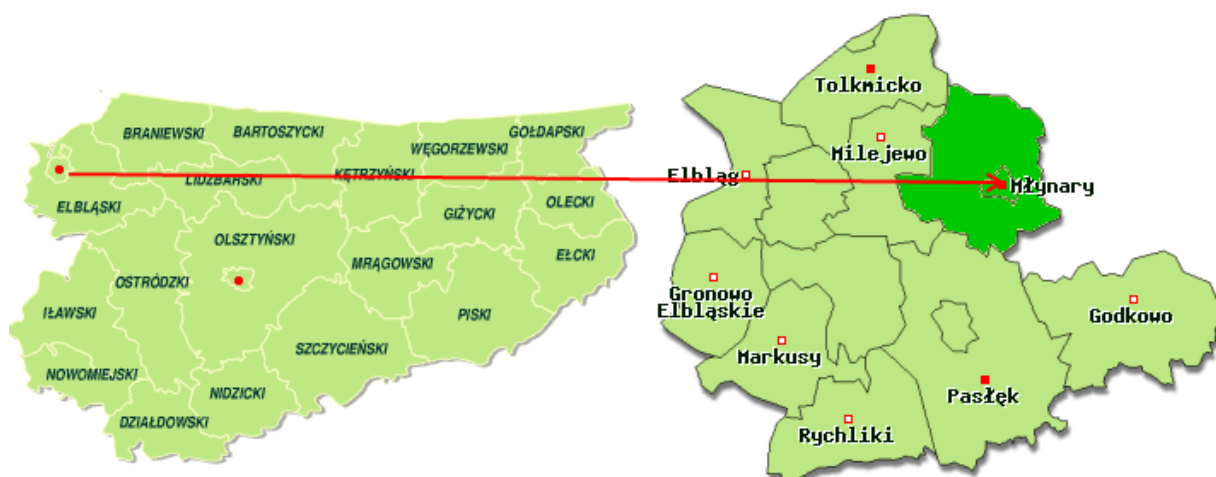 BRANIEWSKI
BARTOSZYCKI
GOŁDAPSKI
WĘGORZEWSKI
LIDZBARSKI
KĘTRZYŃSKI
ELBLĄSKI
GIŻYCKI
OLECKI
OLSZTYŃSKI
EŁCKI
MRĄGOWSKI
OSTRÓDZKI
IŁAWSKI
PISKI
SZCZYCIEŃSKI
NOWOMIEJSKI
NIDZICKI
DZIAŁDOWSKI
Tolkmicko
Milejewo
Elbląg
Młynary
Gronowo
Elbląskie
Godkowo
Markusy
Pasłęk
Rychliki